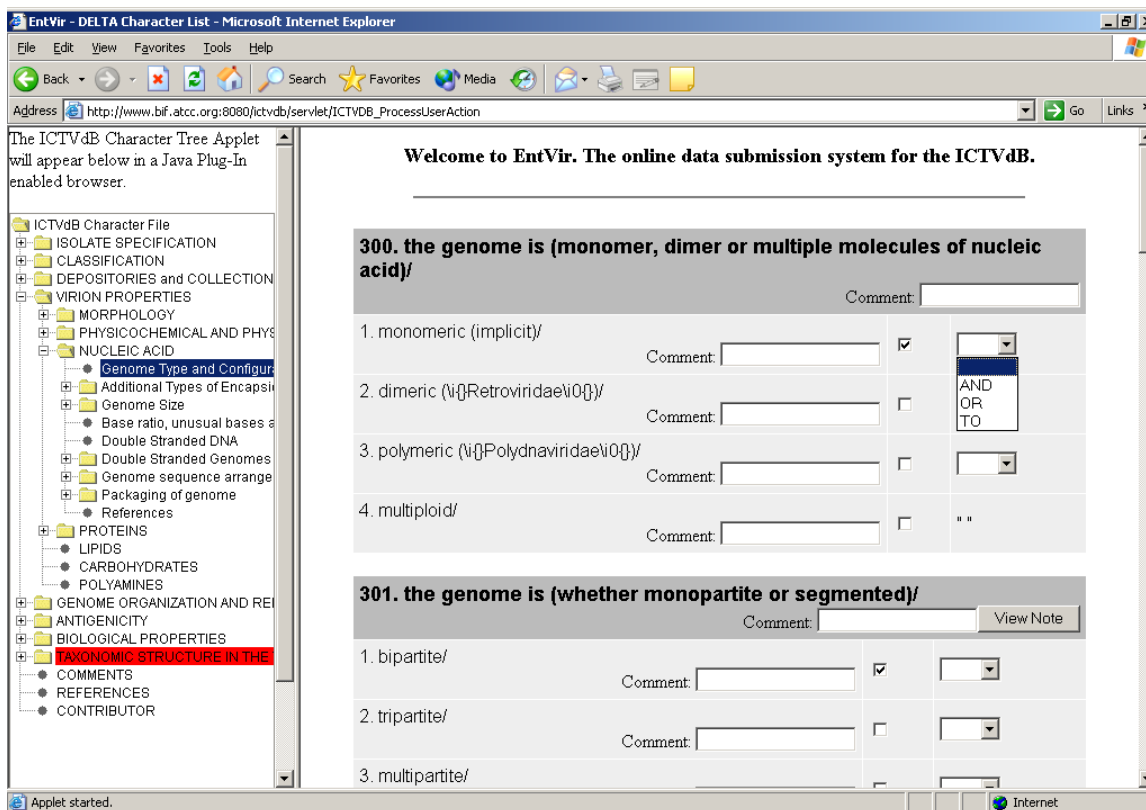 EntVir - DELTA Character List - Microsoft Internet Explorer
File Edit View Favorites Tools Help
Back Search Favorites Media
Address http://www.bif.atcc.org:8080/ictvdb/servlet/ICTVDB_ProcessUserAction Go Links
The ICTVdB Character Tree Applet
will appear below in a Java Plug-In
enabled browser.
ICTVdB Character File
ISOLATE SPECIFICATION
CLASSIFICATION
DEPOSITORIES and COLLECTION
VIRION PROPERTIES
MORPHOLOGY
PHYSICOCHEMICAL AND PHYS
NUCLEIC ACID
Genome Type and Configura
Additional Types of Encapsi
Genome Size
Base ratio, unusual bases a
Double Stranded DNA
Double Stranded Genomes
Genome sequence arrange
Packaging of genome
References
PROTEINS
LIPIDS
CARBOHYDRATES
POLYAMINES
GENOME ORGANIZATION AND REI
ANTIGENICITY
BIOLOGICAL PROPERTIES
TAXONOMIC STRUCTURE IN THE
COMMENTS
REFERENCES
CONTRIBUTOR
Welcome to EntVir. The online data submission system for the ICTVdB.
300. the genome is (monomer, dimer or multiple molecules of nucleic
acid)/
Comment:
1. monomeric (implicit)/
Comment:
AND
OR
TO
2. dimeric (\i{}Retroviridae\i0{})/
Comment:
3. polymeric (\i{}Polydnaviridae\i0{})/
Comment:
4. multiploid/
Comment:
" "
301. the genome is (whether monopartite or segmented)/
Comment: View Note
1. bipartite/
Comment:
2. tripartite/
Comment:
3. multipartite/
Applet started. Internet